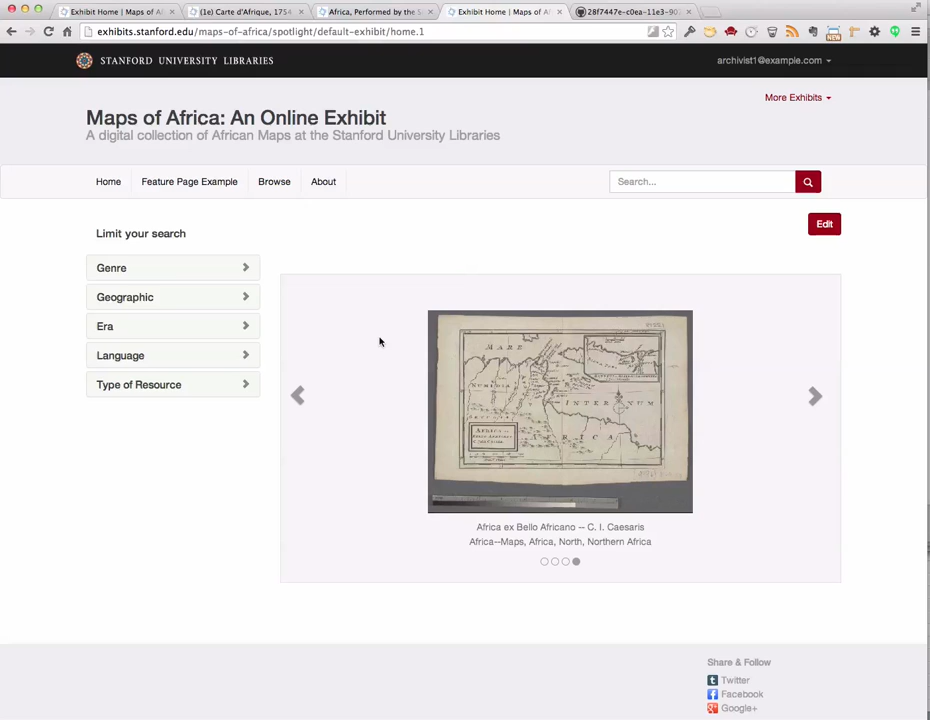 Exhibit Home | Maps of Af
(1e) Carte d'Afrique, 1754
Africa, Performed by the S
Exhibit Home | Maps of Af
28f7447e-c0ea-11e3-90
exhibits.stanford.edu/maps-of-africa/spotlight/default-exhibit/home.1
NEW
STANFORD UNIVERSITY LIBRARIES
archivist1@example.com
More Exhibits
Maps of Africa: An Online Exhibit
A digital collection of African Maps at the Stanford University Libraries
Home
Feature Page Example
Browse
About
Search...
Edit
Limit your search
Genre
Geographic
Era
Language
Type of Resource
MARE
NUMIDIA
INTERNUM
AFRICA
Africa ex Bello Africano -- C. I. Caesaris
Africa--Maps, Africa, North, Northern Africa
Share & Follow
Twitter
Facebook
Google+